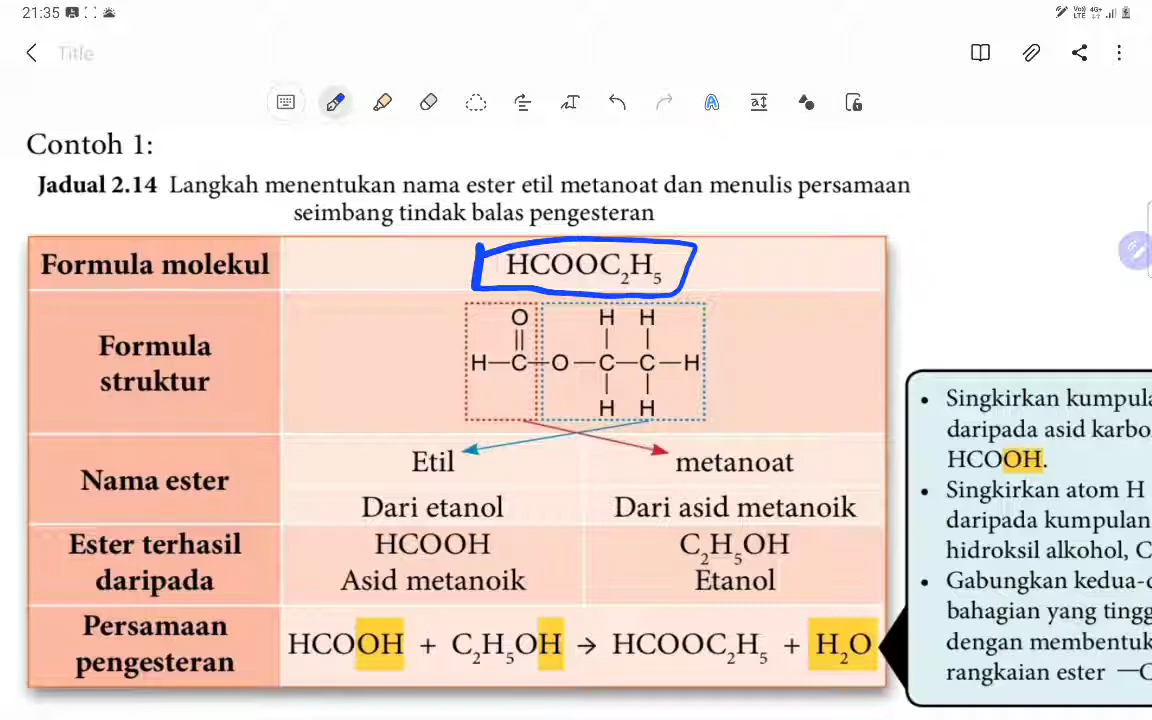 21:35
VoI) 4G+
LTE
Title
Contoh 1:
Jadual 2.14 Langkah menentukan nama ester etil metanoat dan menulis persamaan
seimbang tindak balas pengesteran
Formula molekul HCOOC₂H₅
Formula
struktur
O H H
H—C—O—C—C—H
H H
Nama ester
Etil metanoat
Dari etanol Dari asid metanoik
Ester terhasil
daripada
HCOOH C₂H₅OH
Asid metanoik Etanol
Persamaan
pengesteran
HCOOH + C₂H₅OH → HCOOC₂H₅ + H₂O
• Singkirkan kumpula
daripada asid karbo
HCOOH.
• Singkirkan atom H
daripada kumpulan
hidroksil alkohol, C
• Gabungkan kedua-d
bahagian yang tingg
dengan membentuk
rangkaian ester —C